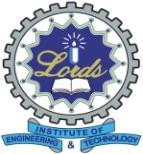 Lords
INSTITUTE OF
ENGINEERING & TECHNOLOGY